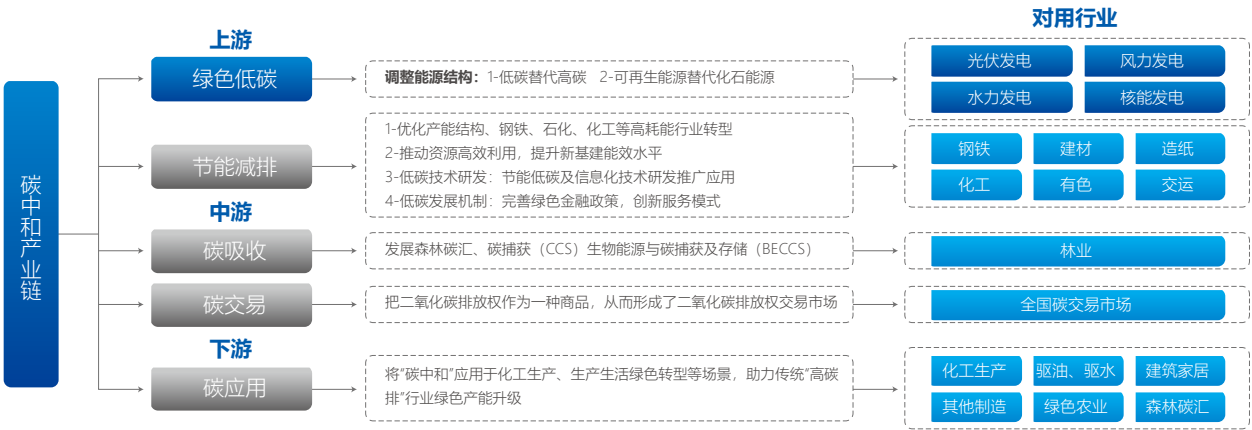 对用行业
上游
碳中和产业链
绿色低碳
调整能源结构：1-低碳替代高碳 2-可再生能源替代化石能源
光伏发电
风力发电
水力发电
核能发电
节能减排
1-优化产能结构、钢铁、石化、化工等高耗能行业转型
2-推动资源高效利用，提升新基建能效水平
3-低碳技术研发：节能低碳及信息化技术研发推广应用
4-低碳发展机制：完善绿色金融政策，创新服务模式
钢铁
建材
造纸
化工
有色
交运
中游
碳吸收
发展森林碳汇、碳捕获（CCS）生物能源与碳捕获及存储（BECCS）
林业
碳交易
把二氧化碳排放权作为一种商品，从而形成了二氧化碳排放权交易市场
全国碳交易市场
下游
碳应用
将“碳中和”应用于化工生产、生产生活绿色转型等场景，助力传统“高碳
排”行业绿色产能升级
化工生产
驱油、驱水
建筑家居
其他制造
绿色农业
森林碳汇